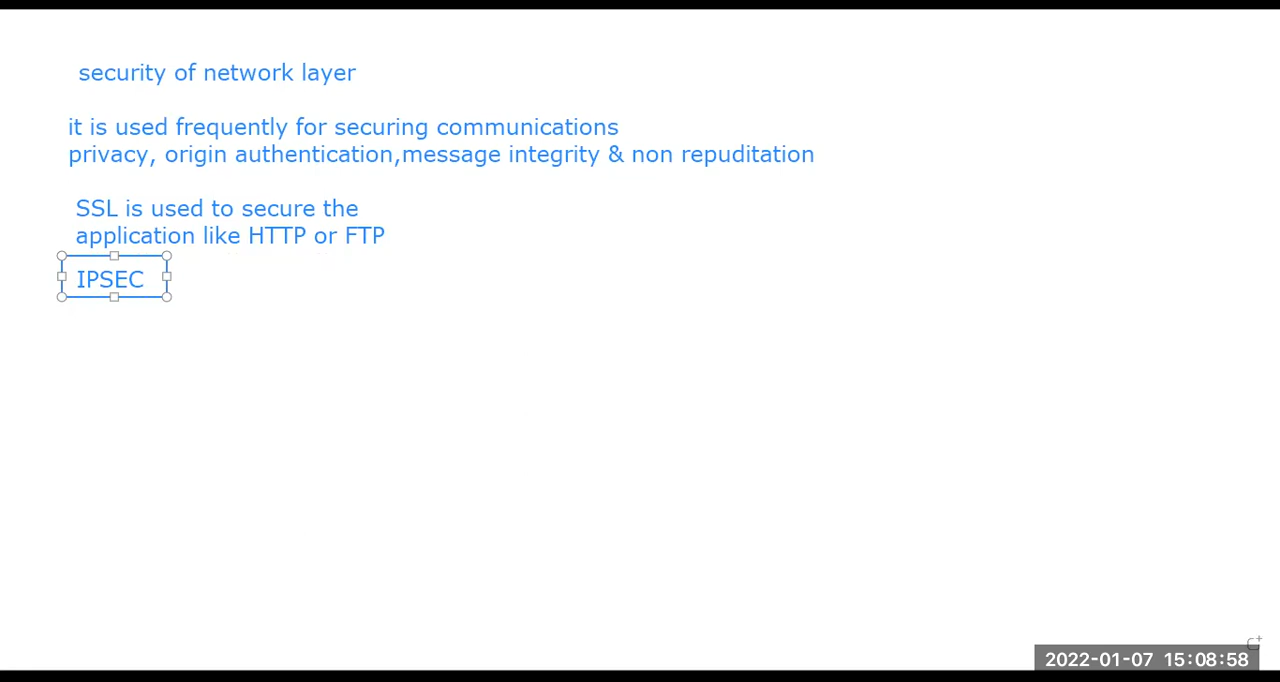 security of network layer
it is used frequently for securing communications
privacy, origin authentication,message integrity & non repuditation
SSL is used to secure the
application like HTTP or FTP
IPSEC
2022-01-07 15:08:58